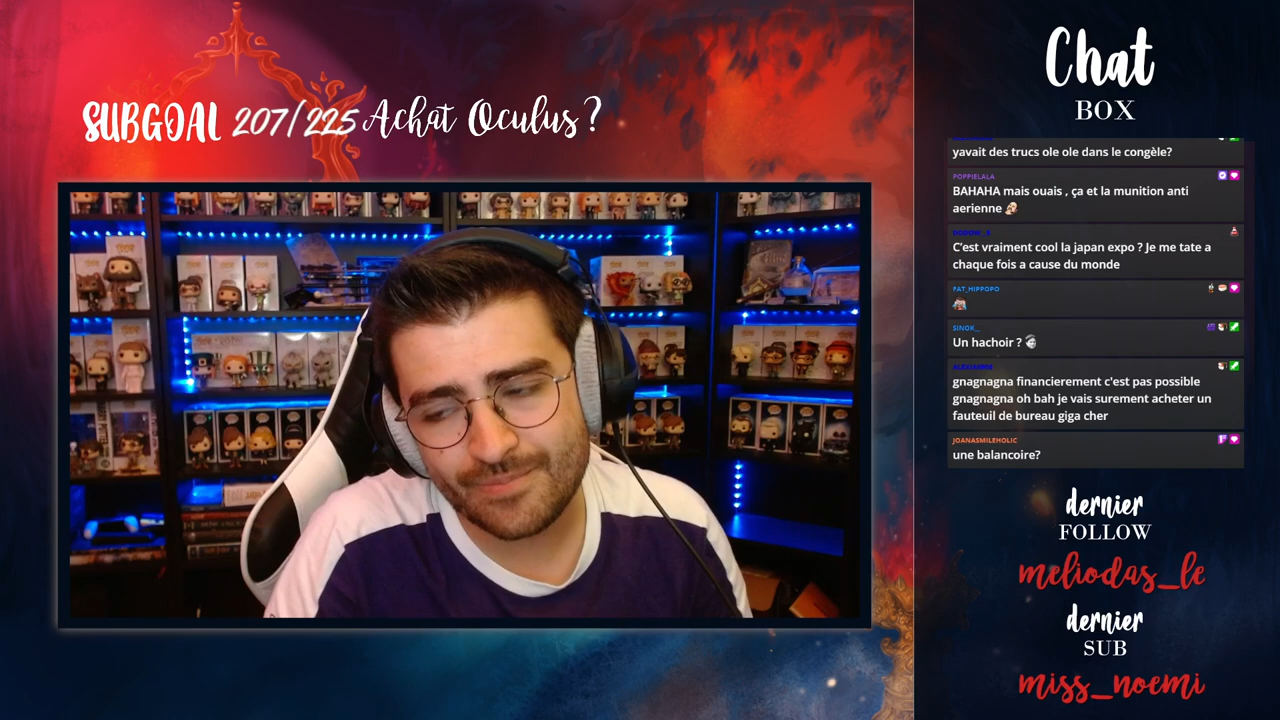 SUBGOAL 207/225 Achat Oculus ?
Chat
BOX
yavait des trucs ole ole dans le congèle?
POPPIELALA
BAHAHA mais ouais , ça et la munition anti
aerienne
C'est vraiment cool la japan expo ? Je me tate a
chaque fois a cause du monde
FAT_HIPPOPO
SINOK_
Un hachoir ?
gnagnagna financierement c'est pas possible
gnagnagna oh bah je vais surement acheter un
fauteuil de bureau giga cher
JOANASMILEHOLIC
une balancoire?
dernier
FOLLOW
meliodas_le
dernier
SUB
miss_noemi